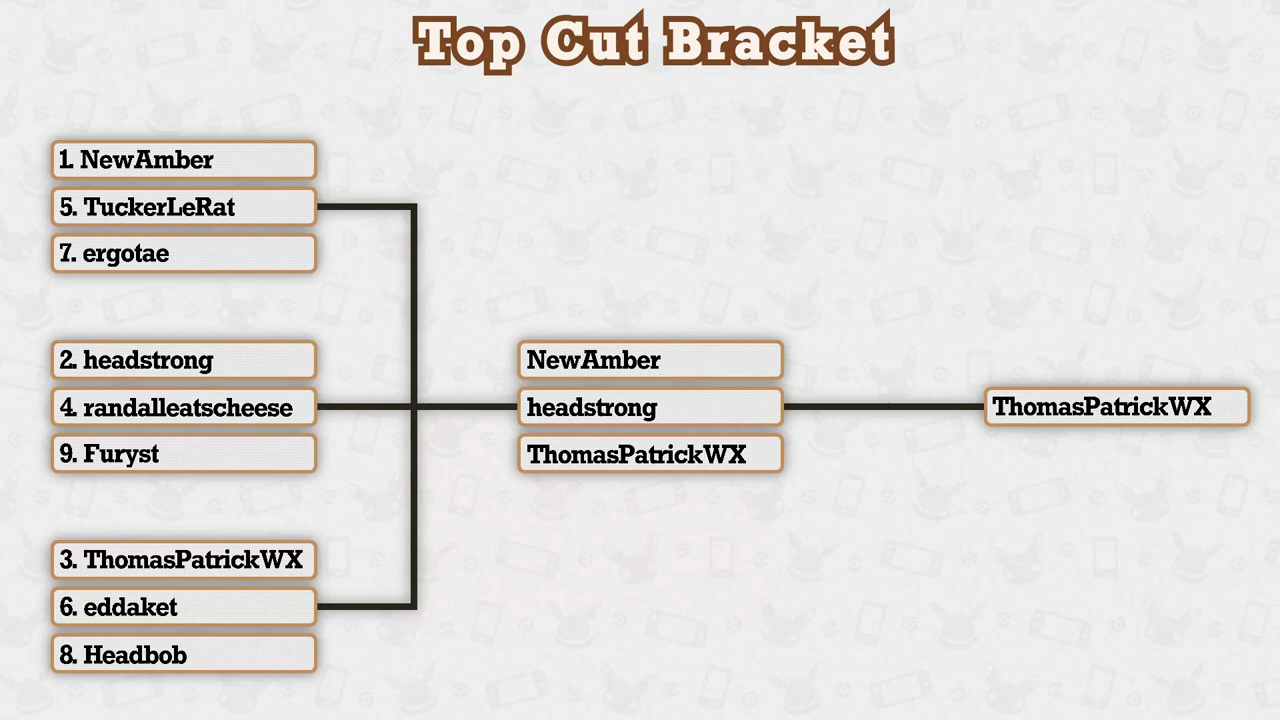 Top Cut Bracket
1. NewAmber
5. TuckerLeRat
7. ergotae
2. headstrong
4. randalleatscheese
9. Furyst
3. ThomasPatrickWX
6. eddaket
8. Headbob
NewAmber
headstrong
ThomasPatrickWX
ThomasPatrickWX